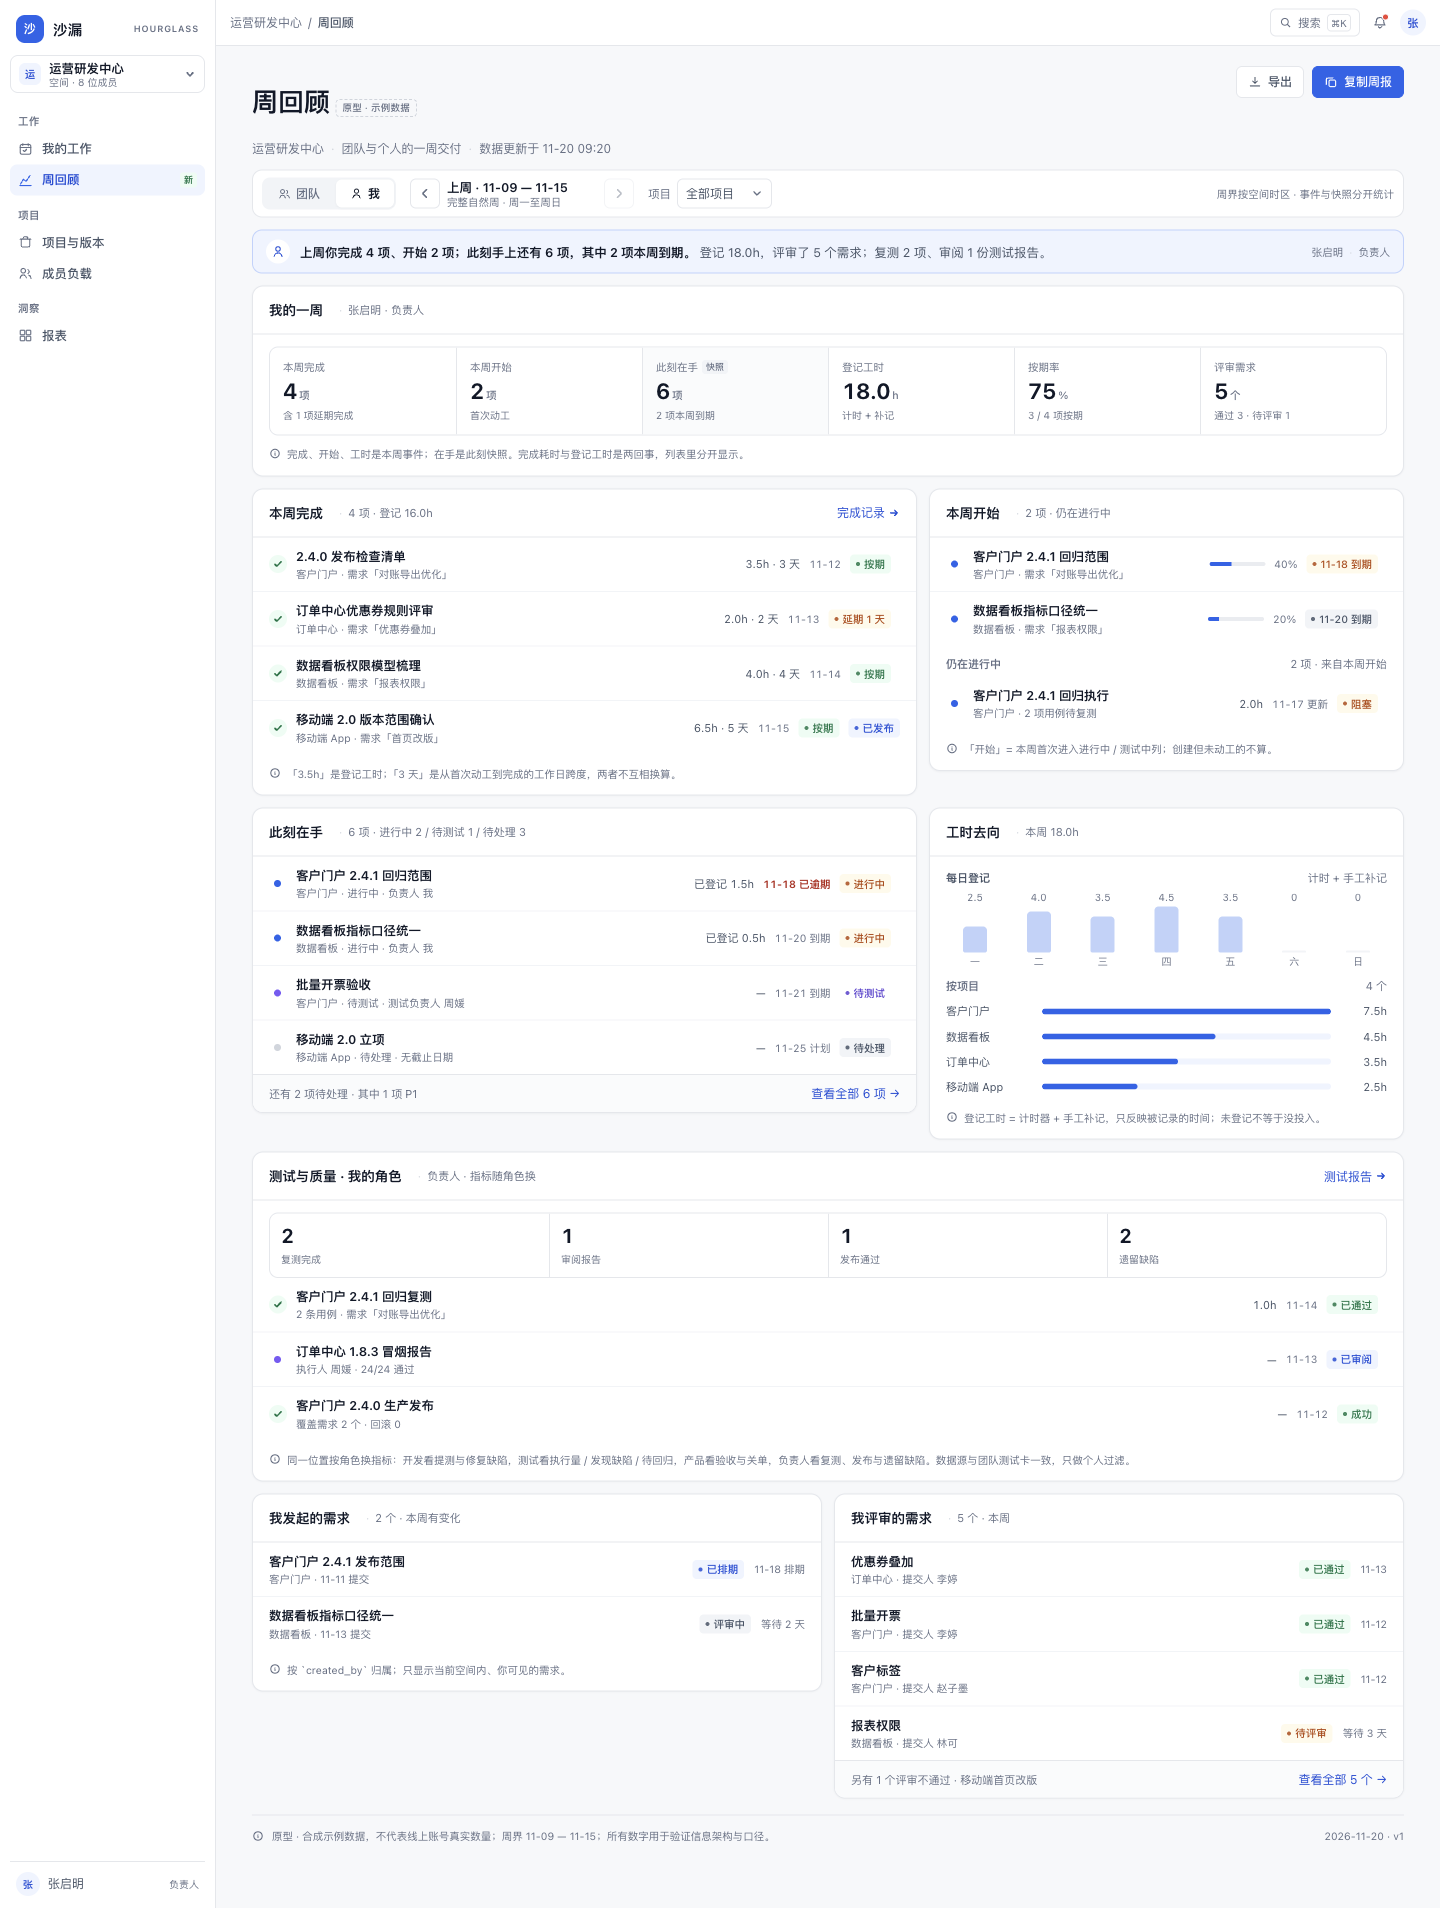 沙 沙漏 HOURGLASS
运 运营研发中心
空间 · 8 位成员
工作
我的工作
周回顾 新
项目
项目与版本
成员负载
洞察
报表
张 张启明 负责人
运营研发中心 / 周回顾
搜索 ⌘K
张
周回顾 原型 · 示例数据
导出
复制周报
运营研发中心 · 团队与个人的一周交付 · 数据更新于 11-20 09:20
团队 我
上周 · 11-09 — 11-15
完整自然周 · 周一至周日
项目 全部项目
周界按空间时区 · 事件与快照分开统计
上周你完成 4 项、开始 2 项；此刻手上还有 6 项，其中 2 项本周到期。 登记 18.0h，评审了 5 个需求；复测 2 项、审阅 1 份测试报告。
张启明 · 负责人
我的一周 · 张启明 · 负责人
本周完成
4 项
含 1 项延期完成
本周开始
2 项
首次动工
此刻在手 快照
6 项
2 项本周到期
登记工时
18.0 h
计时 + 补记
按期率
75 %
3 / 4 项按期
评审需求
5 个
通过 3 · 待评审 1
完成、开始、工时是本周事件；在手是此刻快照。完成耗时与登记工时是两回事，列表里分开显示。
本周完成 · 4 项 · 登记 16.0h
完成记录 →
2.4.0 发布检查清单
客户门户 · 需求「对账导出优化」
3.5h · 3 天 11-12 按期
订单中心优惠券规则评审
订单中心 · 需求「优惠券叠加」
2.0h · 2 天 11-13 延期 1 天
数据看板权限模型梳理
数据看板 · 需求「报表权限」
4.0h · 4 天 11-14 按期
移动端 2.0 版本范围确认
移动端 App · 需求「首页改版」
6.5h · 5 天 11-15 按期 已发布
「3.5h」是登记工时；「3 天」是从首次动工到完成的工作日跨度，两者不互相换算。
本周开始 · 2 项 · 仍在进行中
客户门户 2.4.1 回归范围
客户门户 · 需求「对账导出优化」
40% 11-18 到期
数据看板指标口径统一
数据看板 · 需求「报表权限」
20% 11-20 到期
仍在进行中 2 项 · 来自本周开始
客户门户 2.4.1 回归执行
客户门户 · 2 项用例待复测
2.0h 11-17 更新 阻塞
「开始」= 本周首次进入进行中 / 测试中列；创建但未动工的不算。
此刻在手 · 6 项 · 进行中 2 / 待测试 1 / 待处理 3
客户门户 2.4.1 回归范围
客户门户 · 进行中 · 负责人 我
已登记 1.5h 11-18 已逾期 进行中
数据看板指标口径统一
数据看板 · 进行中 · 负责人 我
已登记 0.5h 11-20 到期 进行中
批量开票验收
客户门户 · 待测试 · 测试负责人 周媛
— 11-21 到期 待测试
移动端 2.0 立项
移动端 App · 待处理 · 无截止日期
— 11-25 计划 待处理
还有 2 项待处理 · 其中 1 项 P1
查看全部 6 项 →
工时去向 · 本周 18.0h
每日登记 计时 + 手工补记
2.5 4.0 3.5 4.5 3.5 0 0
一 二 三 四 五 六 日
按项目 4 个
客户门户 7.5h
数据看板 4.5h
订单中心 3.5h
移动端 App 2.5h
登记工时 = 计时器 + 手工补记，只反映被记录的时间；未登记不等于没投入。
测试与质量 · 我的角色 · 负责人 · 指标随角色换
测试报告 →
2
复测完成
1
审阅报告
1
发布通过
2
遗留缺陷
客户门户 2.4.1 回归复测
2 条用例 · 需求「对账导出优化」
1.0h 11-14 已通过
订单中心 1.8.3 冒烟报告
执行人 周媛 · 24/24 通过
— 11-13 已审阅
客户门户 2.4.0 生产发布
覆盖需求 2 个 · 回滚 0
— 11-12 成功
同一位置按角色换指标：开发看提测与修复缺陷，测试看执行量 / 发现缺陷 / 待回归，产品看验收与关单，负责人看复测、发布与遗留缺陷。数据源与团队测试卡一致，只做个人过滤。
我发起的需求 · 2 个 · 本周有变化
客户门户 2.4.1 发布范围
客户门户 · 11-11 提交
已排期 11-18 排期
数据看板指标口径统一
数据看板 · 11-13 提交
评审中 等待 2 天
按 `created_by` 归属；只显示当前空间内、你可见的需求。
我评审的需求 · 5 个 · 本周
优惠券叠加
订单中心 · 提交人 李婷
已通过 11-13
批量开票
客户门户 · 提交人 李婷
已通过 11-12
客户标签
客户门户 · 提交人 赵子墨
已通过 11-12
报表权限
数据看板 · 提交人 林可
待评审 等待 3 天
另有 1 个评审不通过 · 移动端首页改版
查看全部 5 个 →
原型 · 合成示例数据，不代表线上账号真实数量；周界 11-09 — 11-15；所有数字用于验证信息架构与口径。
2026-11-20 · v1